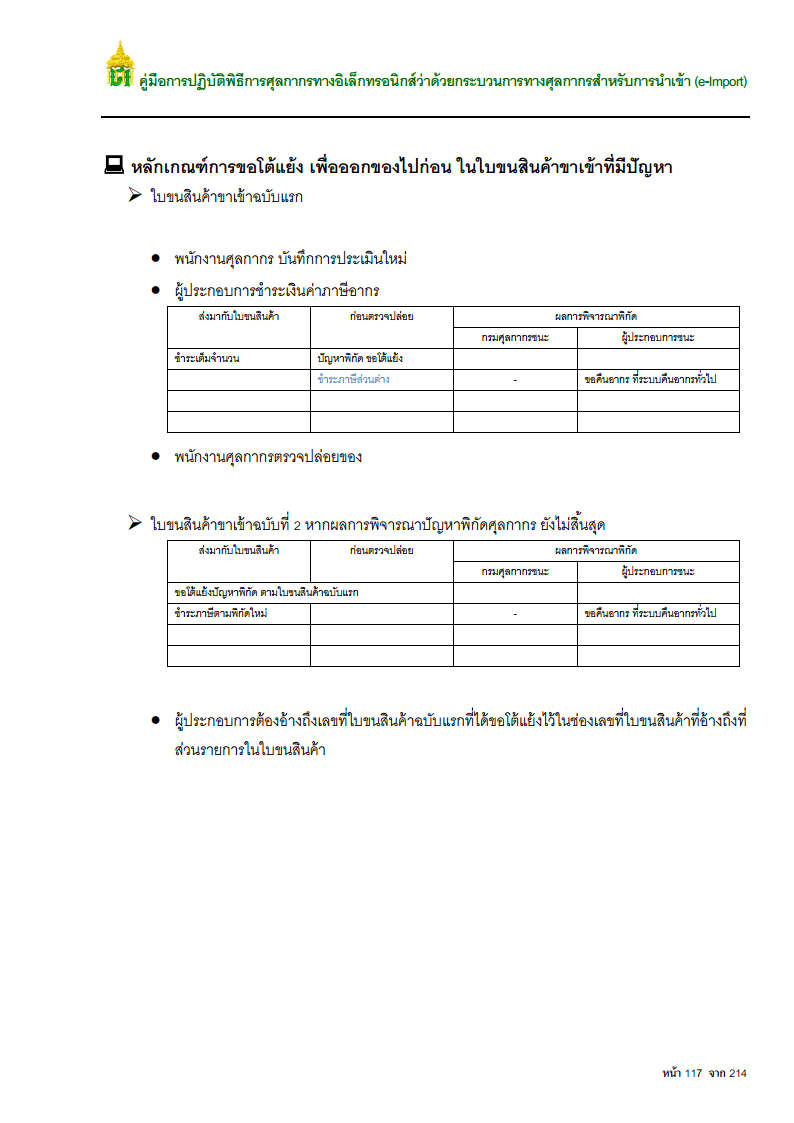 คู่มือการปฏิบัติพิธีการศุลกากรทางอิเล็กทรอนิกส์ว่าด้วยกระบวนการทางศุลกากรสำหรับการนำเข้า (e-Import)
หลักเกณฑ์การขอโต้แย้ง เพื่อออกของไปก่อน ในใบขนสินค้าขาเข้าที่มีปัญหา
ใบขนสินค้าขาเข้าฉบับแรก
พนักงานศุลกากร บันทึกการประเมินใหม่
ผู้ประกอบการชำระเงินค่าภาษีอากร
ส่งมากับใบขนสินค้า ก่อนตรวจปล่อย ผลการพิจารณาพิกัด
กรมศุลกากรชนะ ผู้ประกอบการชนะ
ชำระเต็มจำนวน ปัญหาพิกัด ขอโต้แย้ง
ชำระภาษีส่วนต่าง - ขอคืนอากร ที่ระบบคืนอากรทั่วไป
พนักงานศุลกากรตรวจปล่อยของ
ใบขนสินค้าขาเข้าฉบับที่ 2 หากผลการพิจารณาปัญหาพิกัดศุลกากร ยังไม่สิ้นสุด
ส่งมากับใบขนสินค้า ก่อนตรวจปล่อย ผลการพิจารณาพิกัด
กรมศุลกากรชนะ ผู้ประกอบการชนะ
ขอโต้แย้งปัญหาพิกัด ตามใบขนสินค้าฉบับแรก
ชำระภาษีตามพิกัดใหม่ - ขอคืนอากร ที่ระบบคืนอากรทั่วไป
ผู้ประกอบการต้องอ้างถึงเลขที่ใบขนสินค้าฉบับแรกที่ได้ขอโต้แย้งไว้ในช่องเลขที่ใบขนสินค้าที่อ้างถึงที่
ส่วนรายการในใบขนสินค้า
หน้า 117 จาก 214